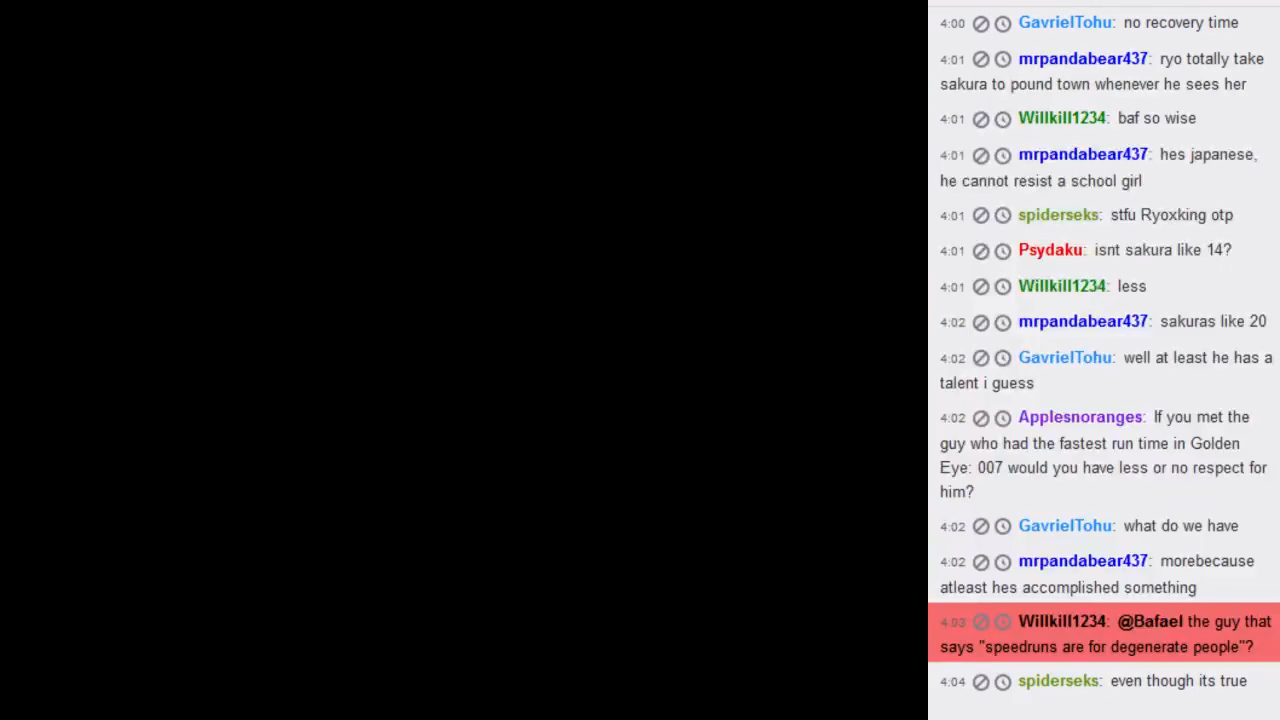 4:00 GavrielTohu: no recovery time
4:01 mrpandabear437: ryo totally take
sakura to pound town whenever he sees her
4:01 Willkill1234: baf so wise
4:01 mrpandabear437: hes japanese,
he cannot resist a school girl
4:01 spiderseks: stfu Ryoxking otp
4:01 Psydaku: isnt sakura like 14?
4:01 Willkill1234: less
4:02 mrpandabear437: sakuras like 20
4:02 GavrielTohu: well at least he has a
talent i guess
4:02 Applesnoranges: If you met the
guy who had the fastest run time in Golden
Eye: 007 would you have less or no respect for
him?
4:02 GavrielTohu: what do we have
4:02 mrpandabear437: morebecause
atleast hes accomplished something
4:03 Willkill1234: @Bafael the guy that
says "speedruns are for degenerate people"?
4:04 spiderseks: even though its true